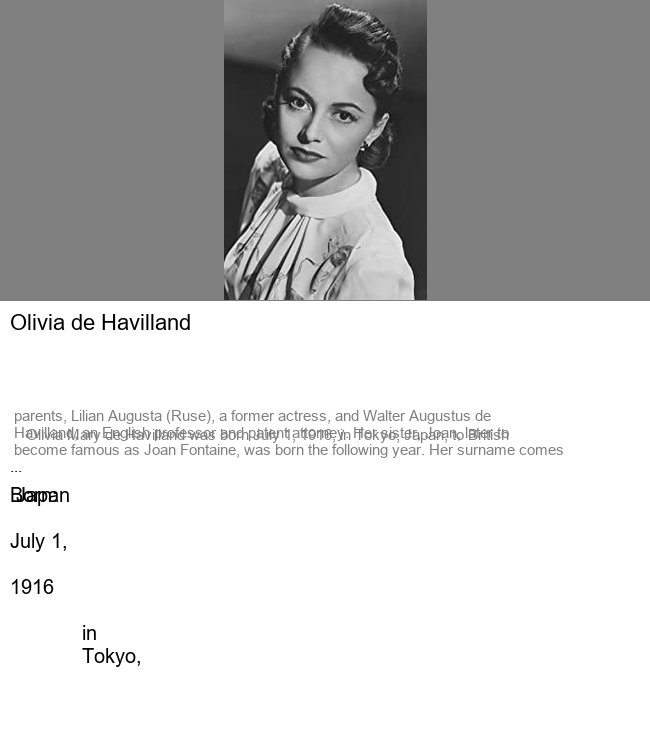 Olivia de Havilland
Olivia Mary de Havilland was born July 1, 1916, in Tokyo, Japan, to British
parents, Lilian Augusta (Ruse), a former actress, and Walter Augustus de
Havilland, an English professor and patent attorney. Her sister, Joan, later to
become famous as Joan Fontaine, was born the following year. Her surname comes
...
Born:
Japan
July 1,
1916
in
Tokyo,